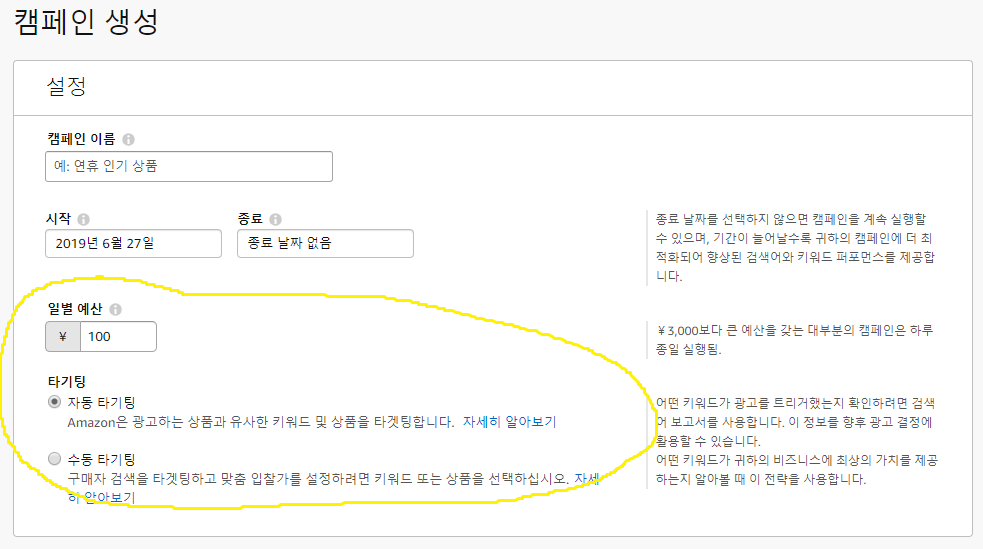 캠페인 생성
설정
캠페인 이름
예: 연휴 인기 상품
시작
종료
2019년 6월 27일
종료 날짜 없음
종료 날짜를 선택하지 않으면 캠페인을 계속 실행할
수 있으며, 기간이 늘어날수록 귀하의 캠페인에 더 최
적화되어 향상된 검색어와 키워드 퍼포먼스를 제공합
니다.
일별 예산
¥ 100
¥3,000보다 큰 예산을 갖는 대부분의 캠페인은 하루
종일 실행됨.
타기팅
자동 타기팅
Amazon은 광고하는 상품과 유사한 키워드 및 상품을 타겟팅합니다. 자세히 알아보기
수동 타기팅
구매자 검색을 타겟팅하고 맞춤 입찰가를 설정하려면 키워드 또는 상품을 선택하십시오. 자세
히 알아보기
어떤 키워드가 광고를 트리거했는지 확인하려면 검색
어 보고서를 사용합니다. 이 정보를 향후 광고 결정에
활용할 수 있습니다.
어떤 키워드가 귀하의 비즈니스에 최상의 가치를 제공
하는지 알아볼 때 이 전략을 사용합니다.